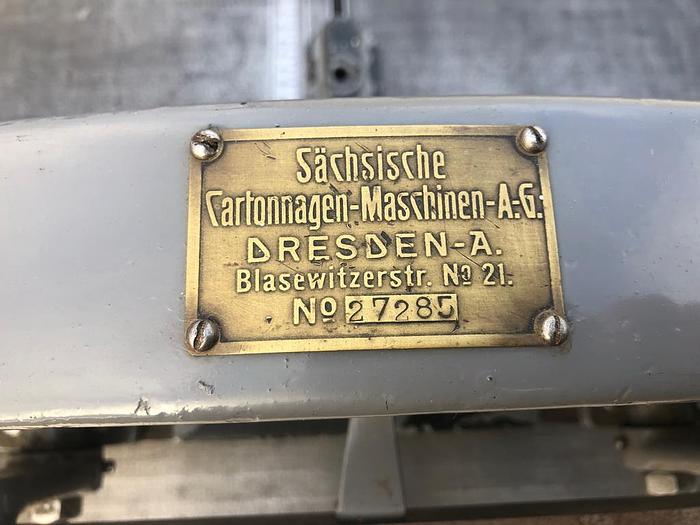 Sächsische
Cartonnagen-Maschinen-A.-G.
DRESDEN-A.
Blasewitzerstr. No 21.
No 27285